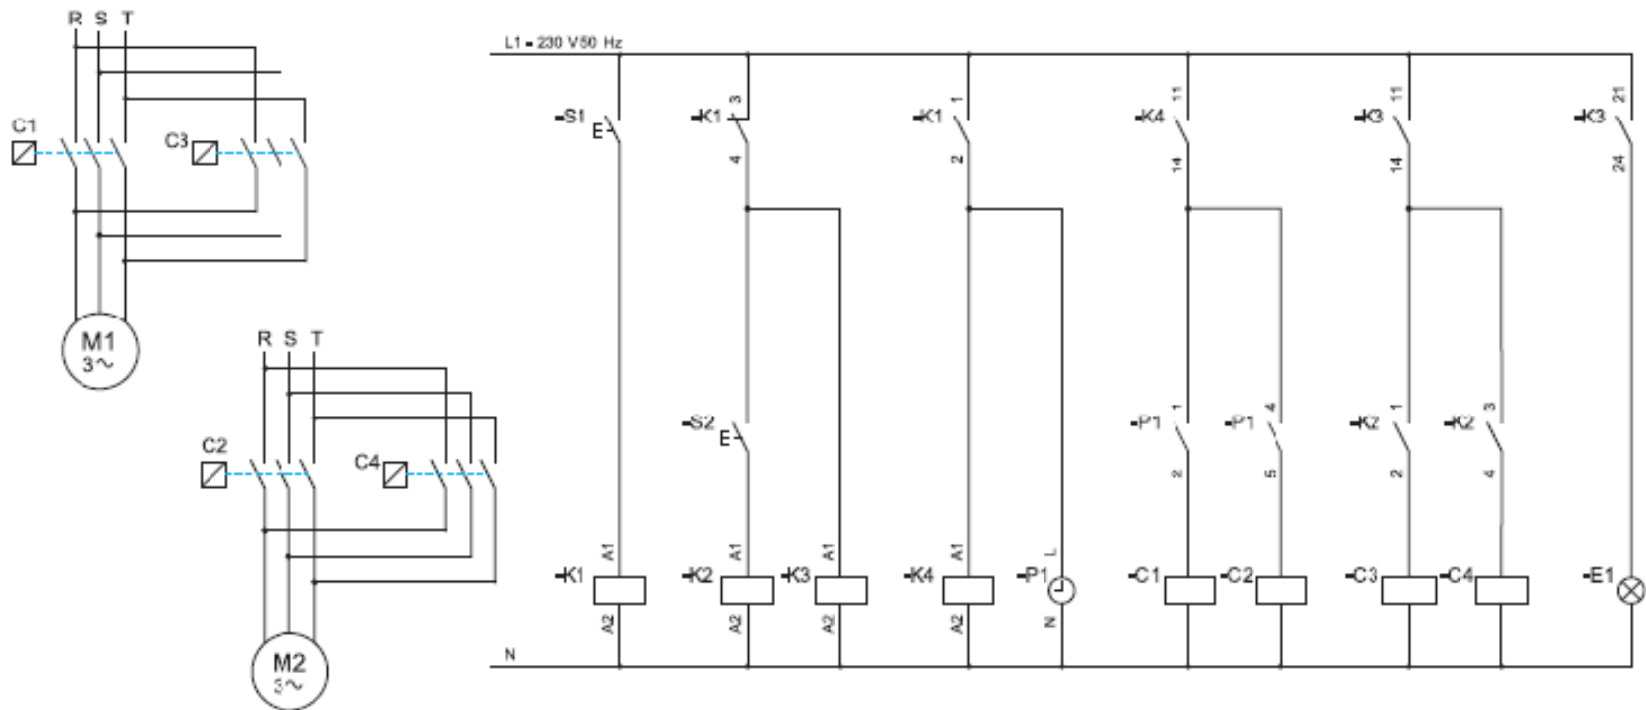 R S T
L1 = 230 V 50 Hz
C1
C3
M1
3~
R S T
C2
C4
M2
3~
-S1
E
-K1
3
4
-K1
1
2
-K4
11
14
-K3
11
14
-K3
21
24
-S2
E
-P1
1
2
-P1
4
5
-K2
1
2
-K2
3
4
-K1
A1
A2
-K2
A1
A2
-K3
A1
A2
-K4
A1
A2
-P1
L
N
-C1
-C2
-C3
-C4
-E1
N